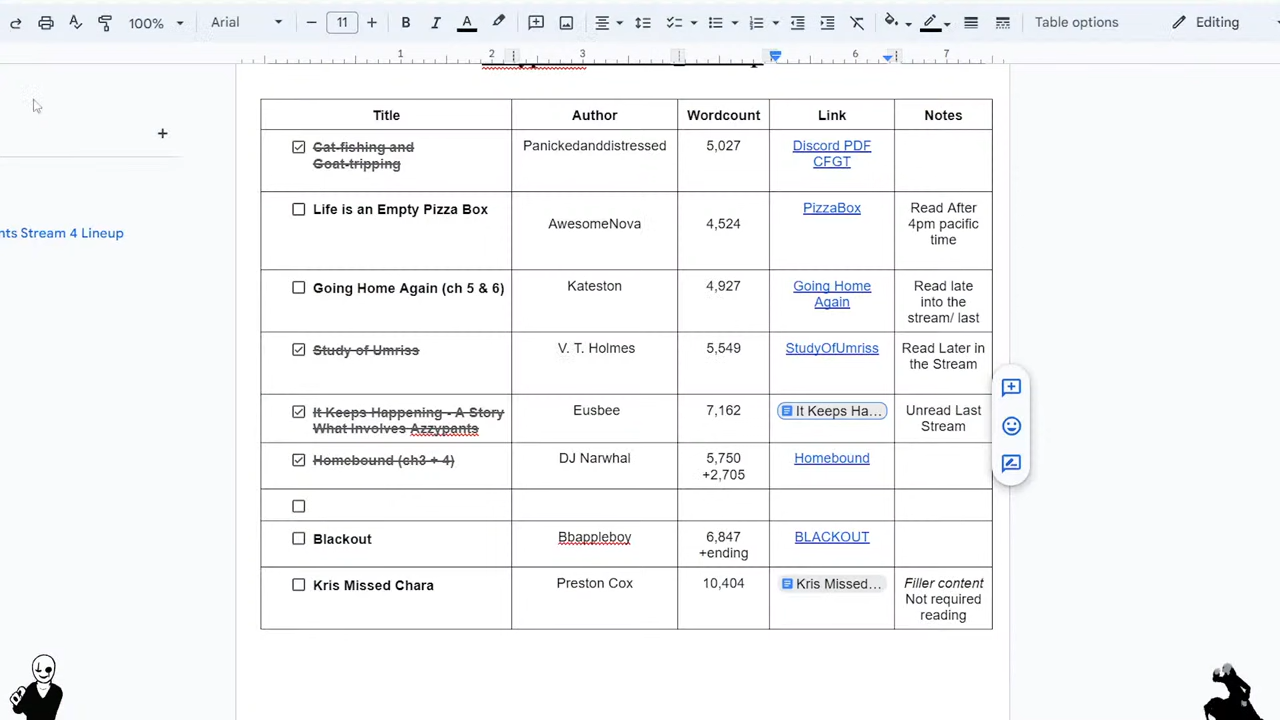 100% Arial 11 B I A Table options Editing
1 2 3 6 7
Title Author Wordcount Link Notes
Cat-fishing and
Goat-tripping
Panickedanddistressed
5,027
Discord PDF
CFGT
Life is an Empty Pizza Box
AwesomeNova
4,524
PizzaBox
Read After
4pm pacific
time
nts Stream 4 Lineup
Going Home Again (ch 5 & 6)
Kateston
4,927
Going Home
Again
Read late
into the
stream/ last
Study of Umriss
V. T. Holmes
5,549
StudyOfUmriss
Read Later in
the Stream
It Keeps Happening - A Story
What Involves Azzypants
Eusbee
7,162
It Keeps Ha...
Unread Last
Stream
Homebound (ch3 + 4)
DJ Narwhal
5,750
+2,705
Homebound
Blackout
Bbappleboy
6,847
+ending
BLACKOUT
Kris Missed Chara
Preston Cox
10,404
Kris Missed...
Filler content
Not required
reading